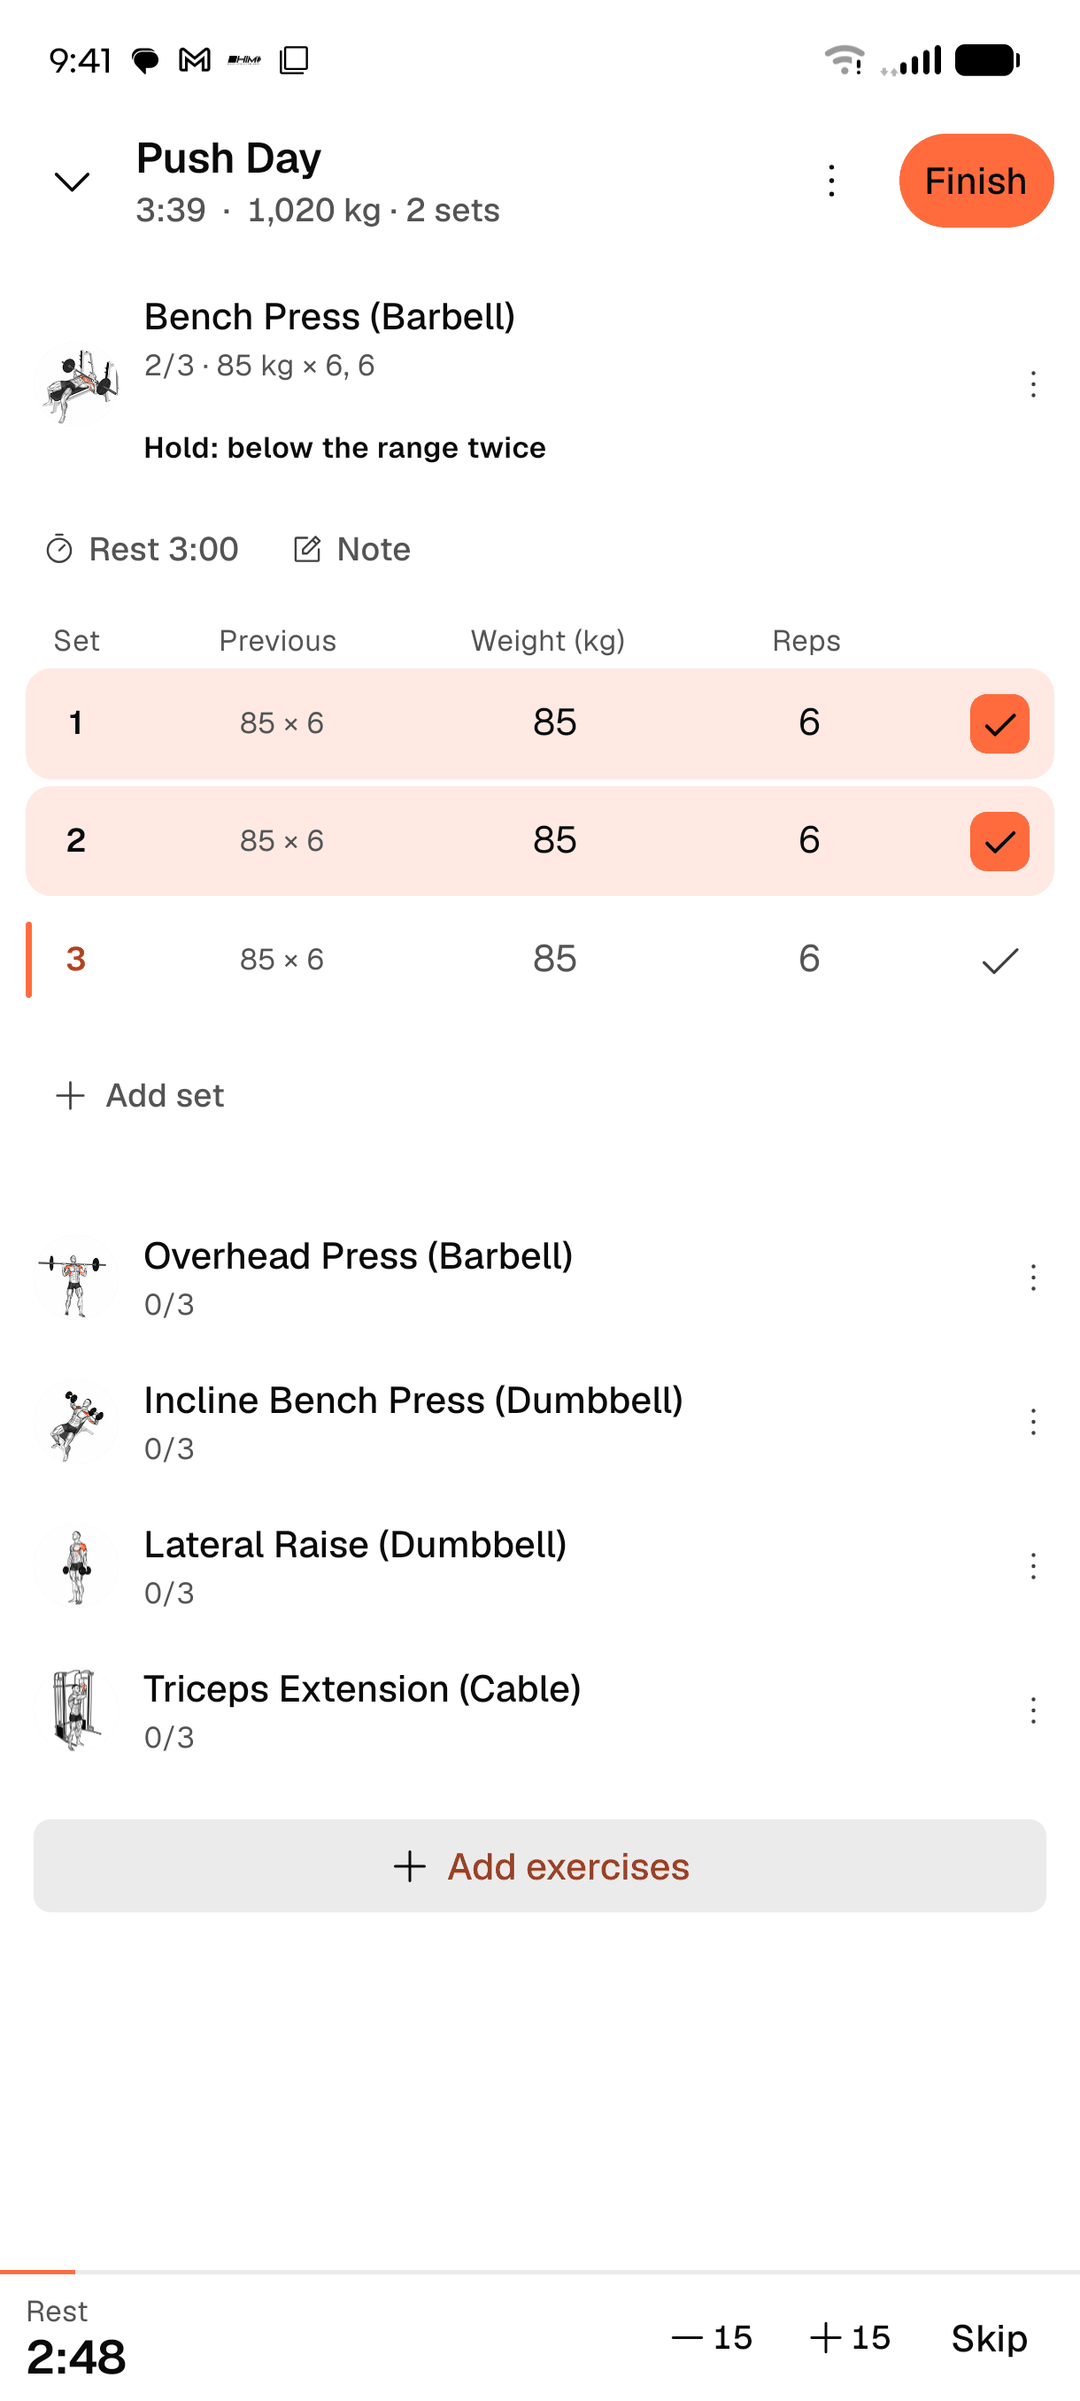 9:41
Push Day
Finish
3:39 · 1,020 kg · 2 sets
Bench Press (Barbell)
2/3 · 85 kg × 6, 6
Hold: below the range twice
Rest 3:00 Note
Set Previous Weight (kg) Reps
1 85 × 6 85 6
2 85 × 6 85 6
3 85 × 6 85 6
+ Add set
Overhead Press (Barbell)
0/3
Incline Bench Press (Dumbbell)
0/3
Lateral Raise (Dumbbell)
0/3
Triceps Extension (Cable)
0/3
+ Add exercises
Rest
2:48
— 15 + 15 Skip